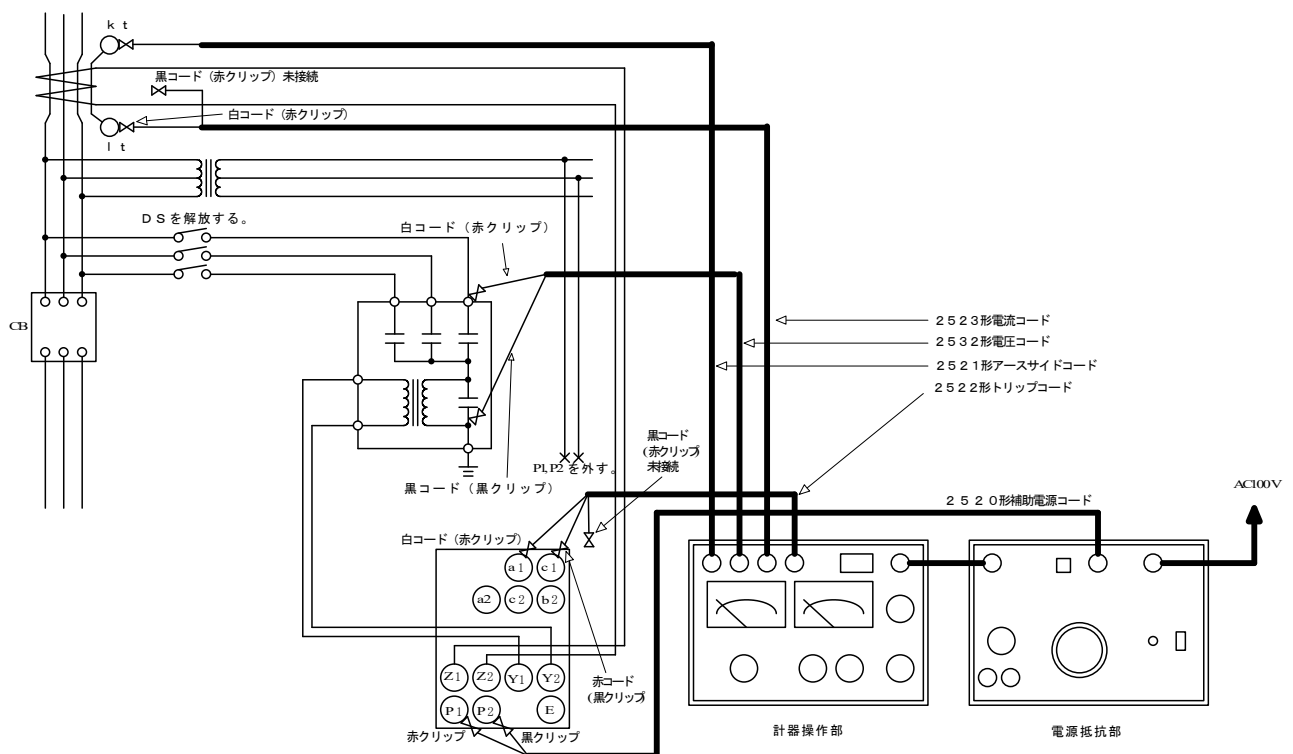 ｋｔ
黒コード（赤クリップ）未接続
白コード（赤クリップ）
ｌｔ
ＤＳを解放する。
白コード（赤クリップ）
CB
２５２３形電流コード
２５３２形電圧コード
２５２１形アースサイドコード
２５２２形トリップコード
黒コード
(赤クリップ)
未接続
P1,P2を外す。
黒コード（黒クリップ）
２５２０形補助電源コード
AC100V
白コード（赤クリップ）
a1
c1
a2
c2
b2
赤コード
(黒クリップ)
Z1
Z2
Y1
Y2
P1
P2
E
赤クリップ
黒クリップ
計器操作部
電源抵抗部